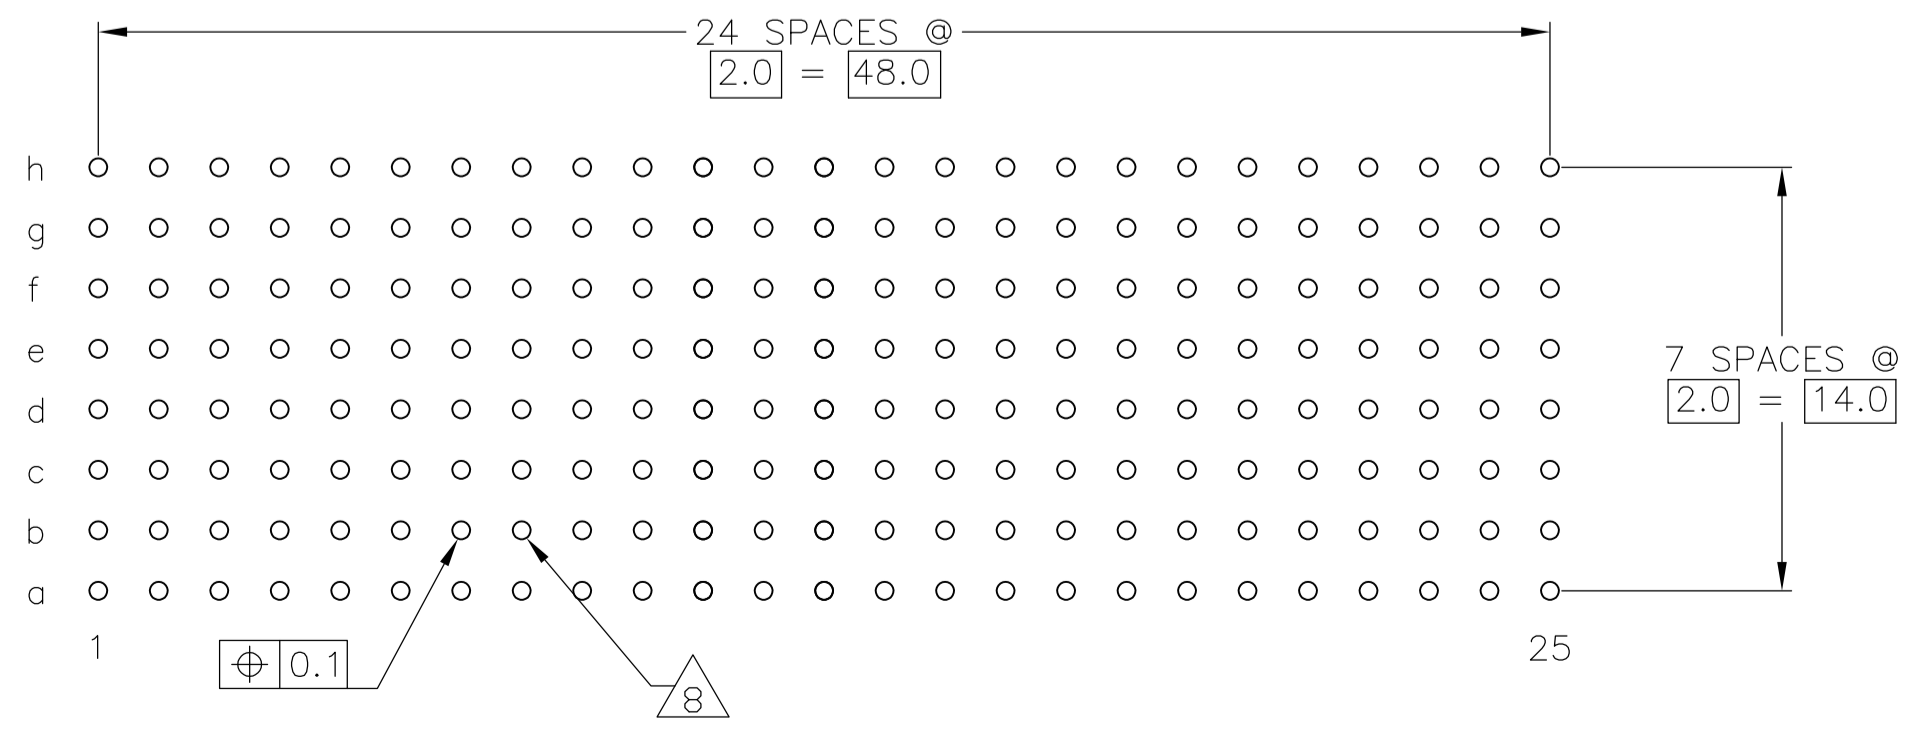 24 SPACES @
2.0 = 48.0
h
g
f
e
7 SPACES @
2.0 = 14.0
d
c
b
a
1
25
⌖ 0.1
8